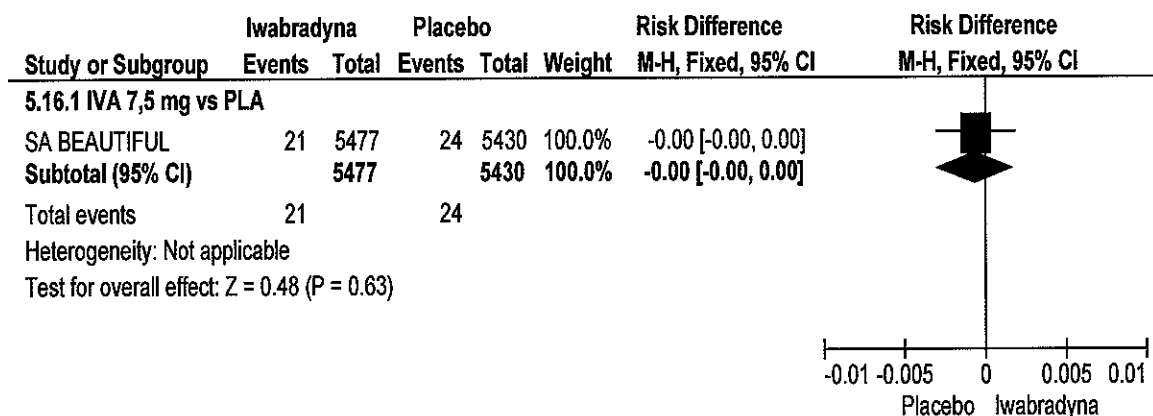 Iwabradyna Placebo Risk Difference Risk Difference
Study or Subgroup Events Total Events Total Weight M-H, Fixed, 95% CI M-H, Fixed, 95% CI
5.16.1 IVA 7,5 mg vs PLA
SA BEAUTIFUL 21 5477 24 5430 100.0% -0.00 [-0.00, 0.00]
Subtotal (95% CI) 5477 5430 100.0% -0.00 [-0.00, 0.00]
Total events 21 24
Heterogeneity: Not applicable
Test for overall effect: Z = 0.48 (P = 0.63)
-0.01 -0.005 0 0.005 0.01
Placebo Iwabradyna